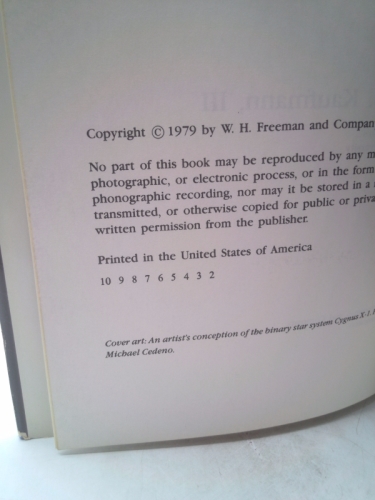 Copyright © 1979 by W. H. Freeman and Compan
No part of this book may be reproduced by any m
photographic, or electronic process, or in the form
phonographic recording, nor may it be stored in a
transmitted, or otherwise copied for public or priva
written permission from the publisher.
Printed in the United States of America
10 9 8 7 6 5 4 3 2
Cover art: An artist's conception of the binary star system Cygnus X-1.
Michael Cedeno.